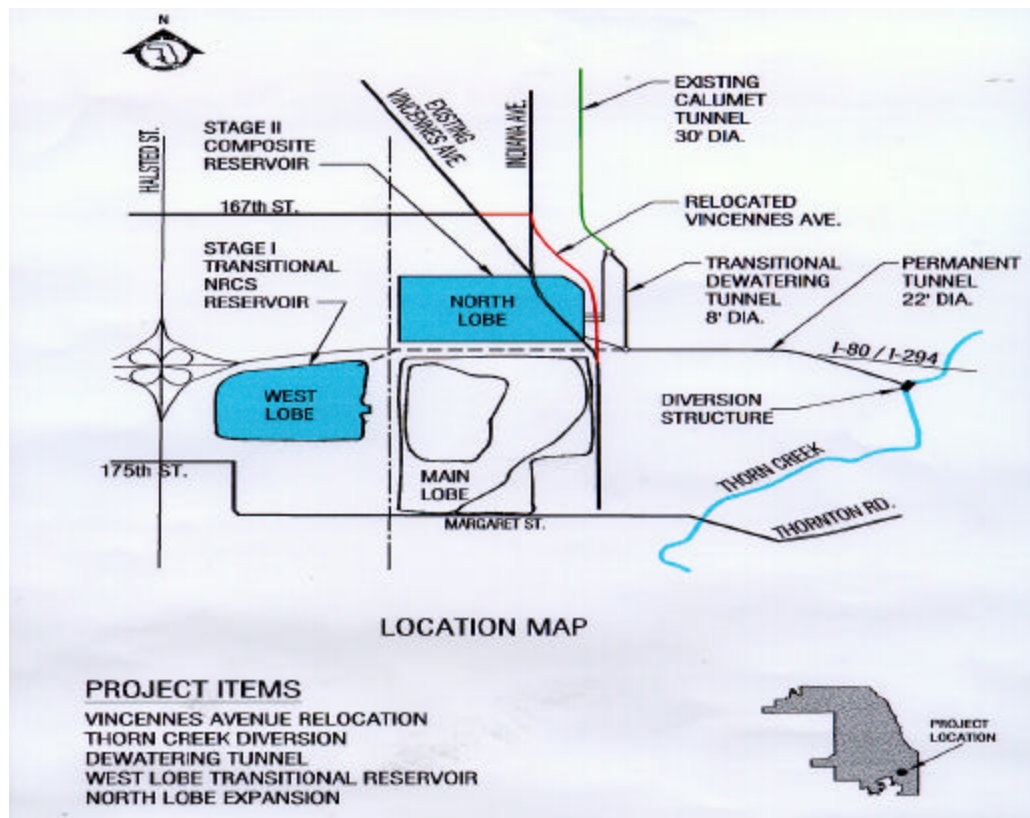 N
EXISTING
CALUMET
TUNNEL
30' DIA.
STAGE II
COMPOSITE
RESERVOIR
EXISTING
VINCENNES AVE.
INDIANA AVE.
HALSTED ST.
167th ST.
RELOCATED
VINCENNES AVE.
STAGE I
TRANSITIONAL
NRCS
RESERVOIR
TRANSITIONAL
DEWATERING
TUNNEL
8' DIA.
PERMANENT
TUNNEL
22' DIA.
NORTH
LOBE
I-80 / I-294
WEST
LOBE
DIVERSION
STRUCTURE
175th ST.
MAIN
LOBE
THORN CREEK
MARGARET ST.
THORNTON RD.
LOCATION MAP
PROJECT ITEMS
VINCENNES AVENUE RELOCATION
THORN CREEK DIVERSION
DEWATERING TUNNEL
WEST LOBE TRANSITIONAL RESERVOIR
NORTH LOBE EXPANSION
PROJECT
LOCATION